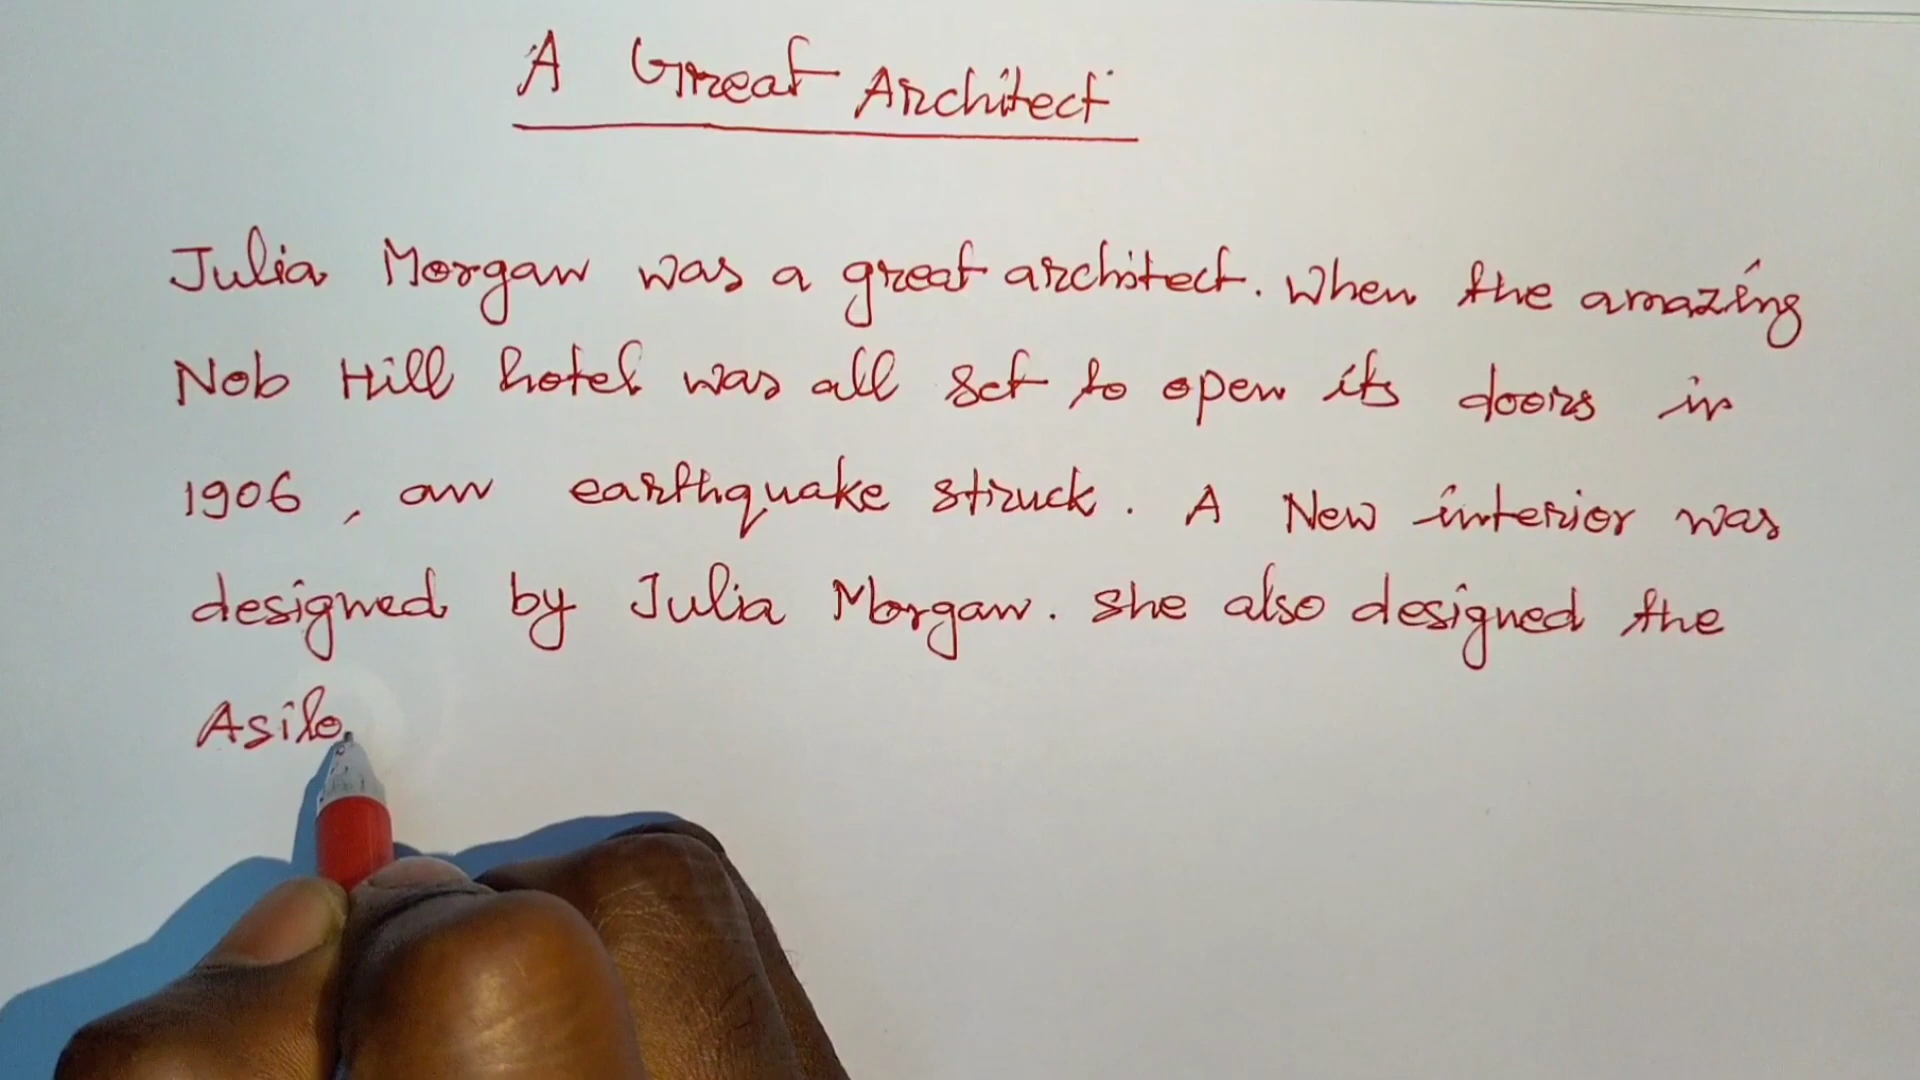 A Great Architect
Julia Morgan was a great architect. When the amazing
Nob Hill hotel was all set to open its doors in
1906, an earthquake struck. A New interior was
designed by Julia Morgan. She also designed the
Asilo